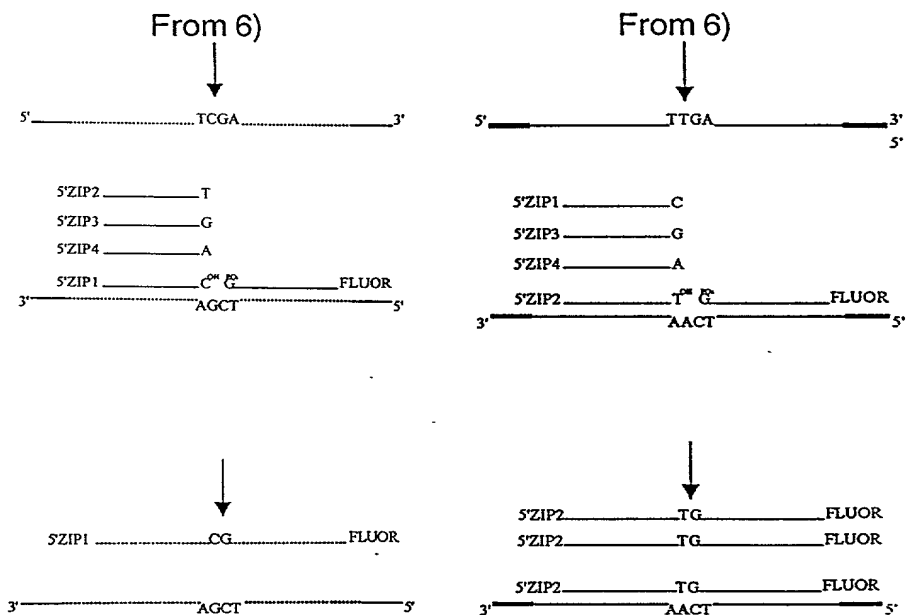 From 6)
5' TCGA 3'
5'ZIP2 T
5'ZIP3 G
5'ZIP4 A
5'ZIP1 C OH PO4 G FLUOR
3' AGCT 5'
5'ZIP1 CG FLUOR
3' AGCT 5'
From 6)
5' TTGA 3'
5'
5'ZIP1 C
5'ZIP3 G
5'ZIP4 A
5'ZIP2 T OH G FLUOR
3' AACT 5'
5'ZIP2 TG FLUOR
5'ZIP2 TG FLUOR
5'ZIP2 TG FLUOR
3' AACT 5'